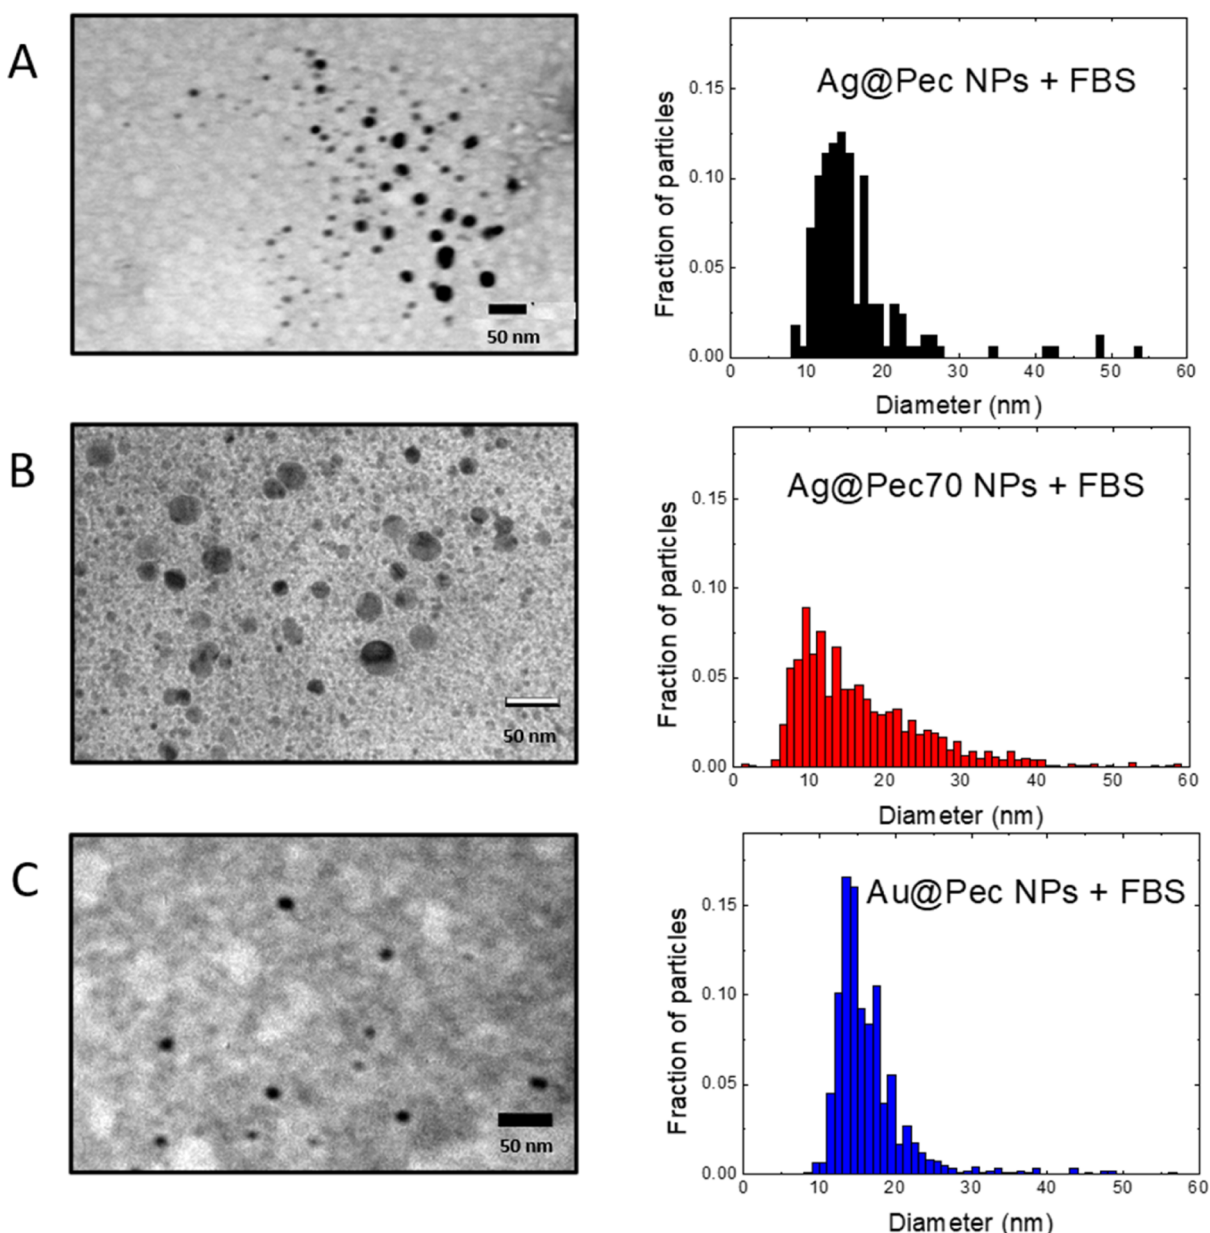 A
50 nm
Ag@Pec NPs + FBS
Fraction of particles
0.15
0.10
0.05
0.00
0 10 20 30 40 50 60
Diameter (nm)
B
50 nm
Ag@Pec70 NPs + FBS
Fraction of particles
0.15
0.10
0.05
0.00
0 10 20 30 40 50 60
Diameter (nm)
C
50 nm
Au@Pec NPs + FBS
Fraction of particles
0.15
0.10
0.05
0.00
0 10 20 30 40 50 60
Diameter (nm)